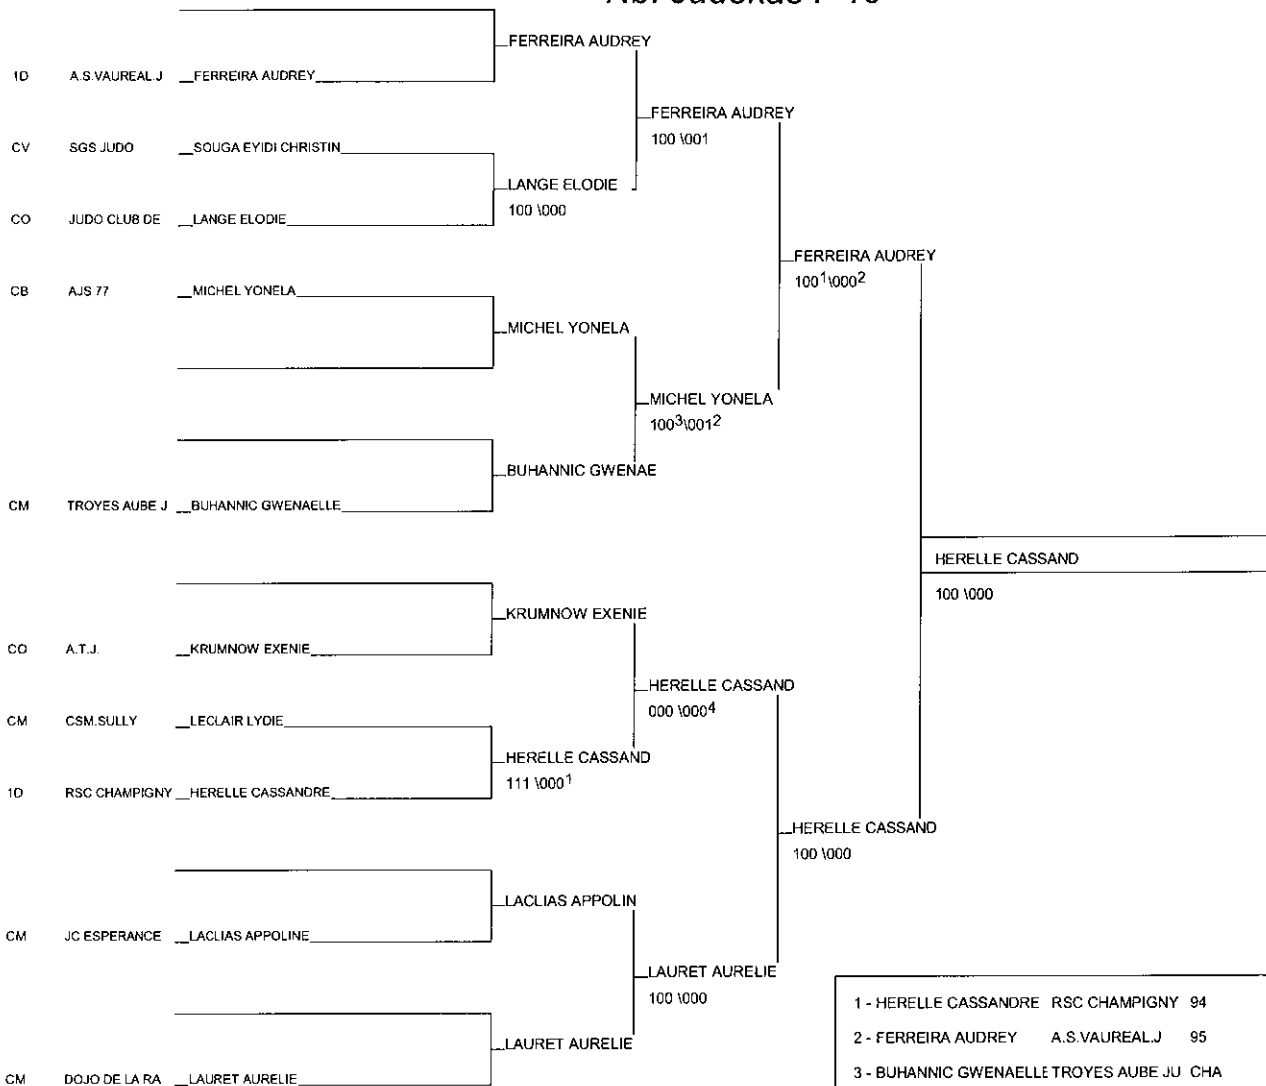 FERREIRA AUDREY
1D A.S.VAUREAL.J FERREIRA AUDREY
FERREIRA AUDREY
100 \001
CV SGS JUDO SOUGA EYIDI CHRISTIN
LANGE ELODIE
100 \000
CO JUDO CLUB DE LANGE ELODIE
FERREIRA AUDREY
100¹\000²
CB AJS 77 MICHEL YONELA
MICHEL YONELA
MICHEL YONELA
100³\001²
BUHANNIC GWENAE
CM TROYES AUBE J BUHANNIC GWENAELLE
HERELLE CASSAND
100 \000
KRUMNOW EXENIE
CO A.T.J. KRUMNOW EXENIE
HERELLE CASSAND
000 \000⁴
CM CSM.SULLY LECLAIR LYDIE
HERELLE CASSAND
111 \000¹
1D RSC CHAMPIGNY HERELLE CASSANDRE
HERELLE CASSAND
100 \000
LACLIAS APPOLIN
CM JC ESPERANCE LACLIAS APPOLINE
LAURET AURELIE
100 \000
LAURET AURELIE
CM DOJO DE LA RA LAURET AURELIE
1 - HERELLE CASSANDRE RSC CHAMPIGNY 94
2 - FERREIRA AUDREY A.S.VAUREAL.J 95
3 - BUHANNIC GWENAELLE TROYES AUBE JU CHA